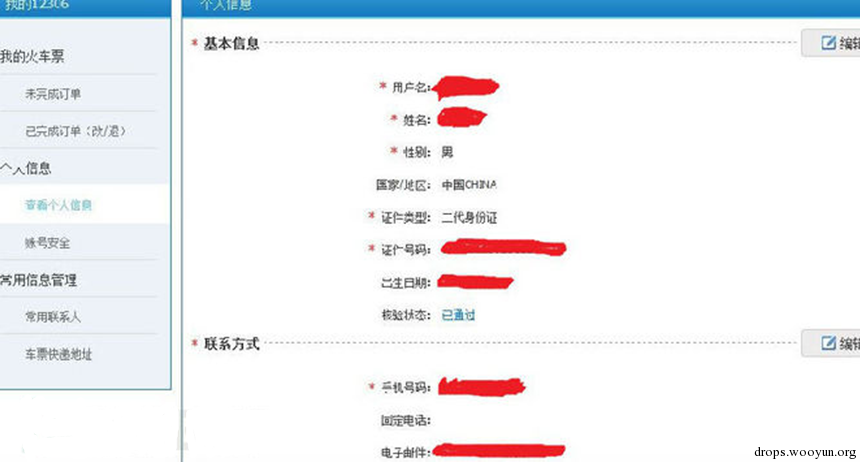 我的12306
个人信息
我的火车票
未完成订单
已完成订单（改/退）
个人信息
查看个人信息
账号安全
常用信息管理
常用联系人
车票快递地址
* 基本信息
编辑
* 用户名：
* 姓名：
* 性别： 男
国家/地区： 中国CHINA
* 证件类型： 二代身份证
* 证件号码：
出生日期：
核验状态： 已通过
* 联系方式
编辑
* 手机号码：
固定电话：
电子邮件：
drops.wooyun.org